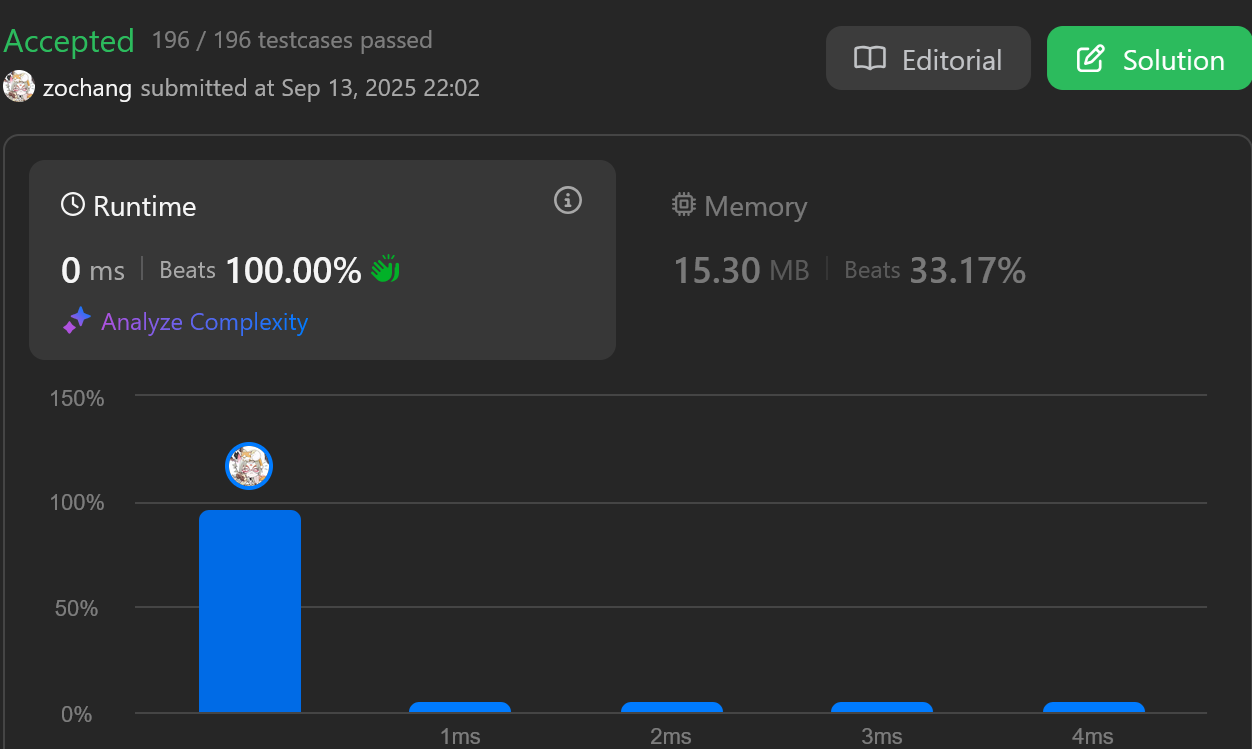 Accepted 196 / 196 testcases passed
zochang submitted at Sep 13, 2025 22:02
Editorial
Solution
Runtime
0 ms Beats 100.00%
Analyze Complexity
Memory
15.30 MB Beats 33.17%
150%
100%
50%
0%
1ms 2ms 3ms 4ms